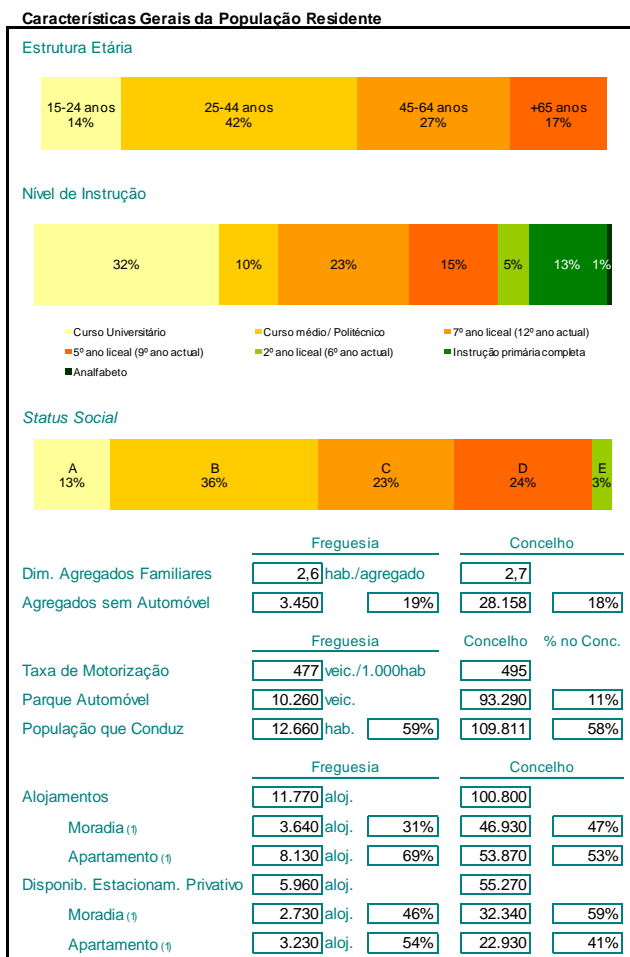 Características Gerais da População Residente
Estrutura Etária
15-24 anos 25-44 anos 45-64 anos +65 anos
14% 42% 27% 17%
Nível de Instrução
32% 10% 23% 15% 5% 13% 1%
Curso Universitário Curso médio/ Politécnico 7º ano liceal (12º ano actual)
5º ano liceal (9º ano actual) 2º ano liceal (6º ano actual) Instrução primária completa
Analfabeto
Status Social
A B C D E
13% 36% 23% 24% 3%
Freguesia Concelho
Dim. Agregados Familiares 2,6 hab./agregado 2,7
Agregados sem Automóvel 3.450 19% 28.158 18%
Freguesia Concelho % no Conc.
Taxa de Motorização 477 veic./1.000hab 495
Parque Automóvel 10.260 veic. 93.290 11%
População que Conduz 12.660 hab. 59% 109.811 58%
Freguesia Concelho
Alojamentos 11.770 aloj. 100.800
Moradia (1) 3.640 aloj. 31% 46.930 47%
Apartamento (1) 8.130 aloj. 69% 53.870 53%
Disponib. Estacionam. Privativo 5.960 aloj. 55.270
Moradia (1) 2.730 aloj. 46% 32.340 59%
Apartamento (1) 3.230 aloj. 54% 22.930 41%